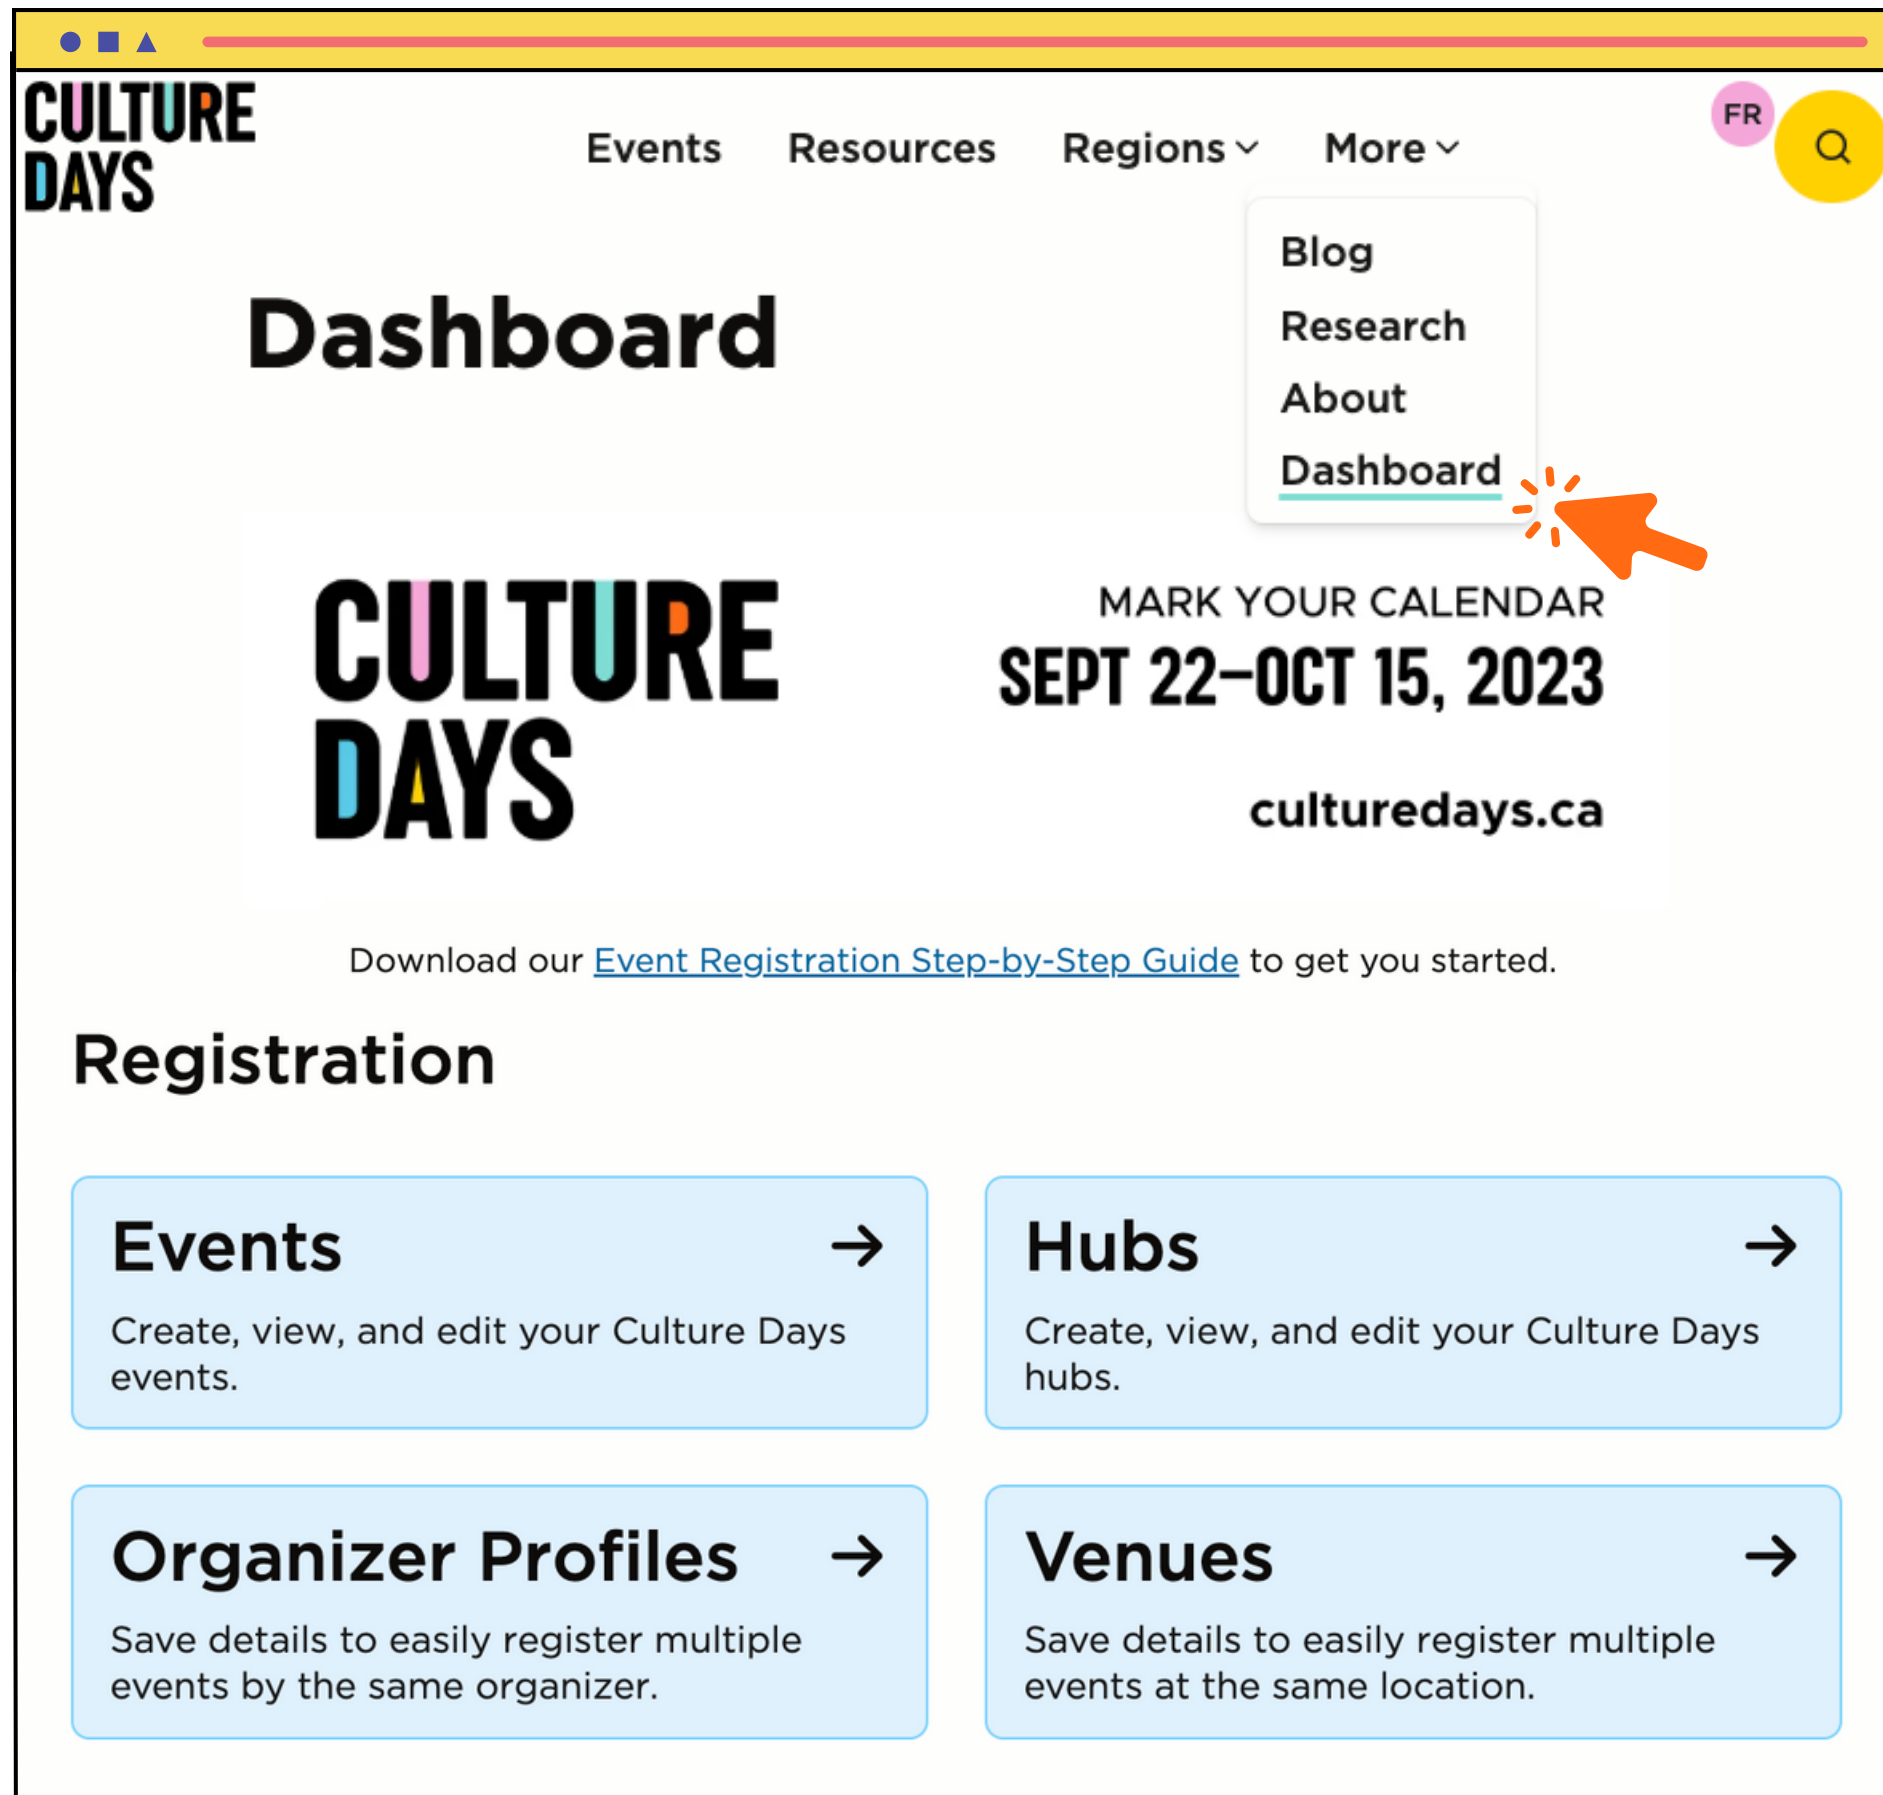 CULTURE
DAYS
Events Resources Regions More
FR
Blog
Research
About
Dashboard
Dashboard
CULTURE
DAYS
MARK YOUR CALENDAR
SEPT 22–OCT 15, 2023
culturedays.ca
Download our Event Registration Step-by-Step Guide to get you started.
Registration
Events
Create, view, and edit your Culture Days
events.
Hubs
Create, view, and edit your Culture Days
hubs.
Organizer Profiles
Save details to easily register multiple
events by the same organizer.
Venues
Save details to easily register multiple
events at the same location.